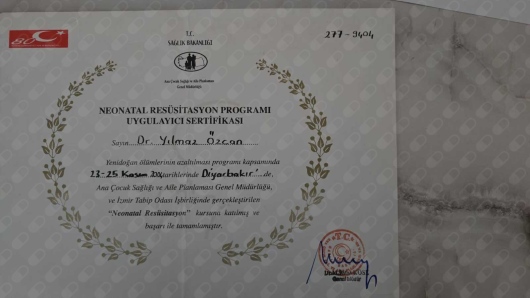 80
277-3404
T.C.
SAĞLIK BAKANLIĞI
Ana Çocuk Sağlığı ve Aile Planlaması
Genel Müdürlüğü
NEONATAL RESÜSİTASYON PROGRAMI
UYGULAYICI SERTİFİKASI
Sayın Dr. Yılmaz Özcan
Yenidoğan ölümlerinin azaltılması programı kapsamında
23-25 Kasım tarihlerinde Diyarbakır' de,
Ana Çocuk Sağlığı ve Aile Planlaması Genel Müdürlüğü,
ve İzmir Tabip Odası İşbirliğinde gerçekleştirilen
"Neonatal Resüsitasyon" kursuna katılmış ve
başarı ile tamamlamıştır.
T.C.